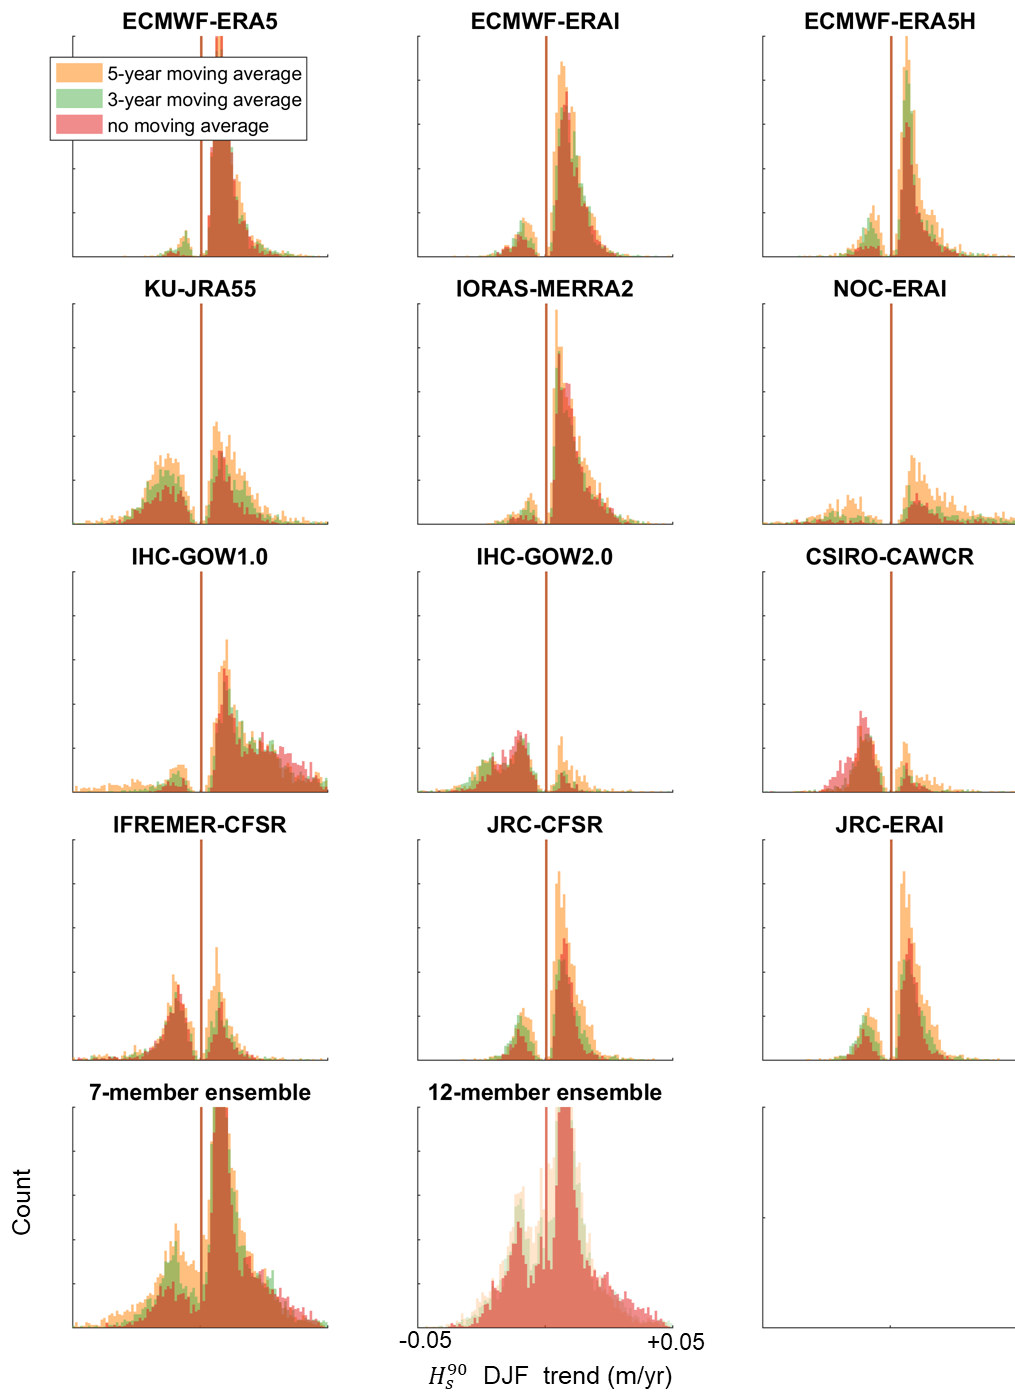 ECMWF-ERA5
ECMWF-ERAI
ECMWF-ERA5H
5-year moving average
3-year moving average
no moving average
KU-JRA55
IORAS-MERRA2
NOC-ERAI
IHC-GOW1.0
IHC-GOW2.0
CSIRO-CAWCR
IFREMER-CFSR
JRC-CFSR
JRC-ERAI
7-member ensemble
12-member ensemble
Count
-0.05
+0.05
$H_s^{90}$ DJF trend (m/yr)